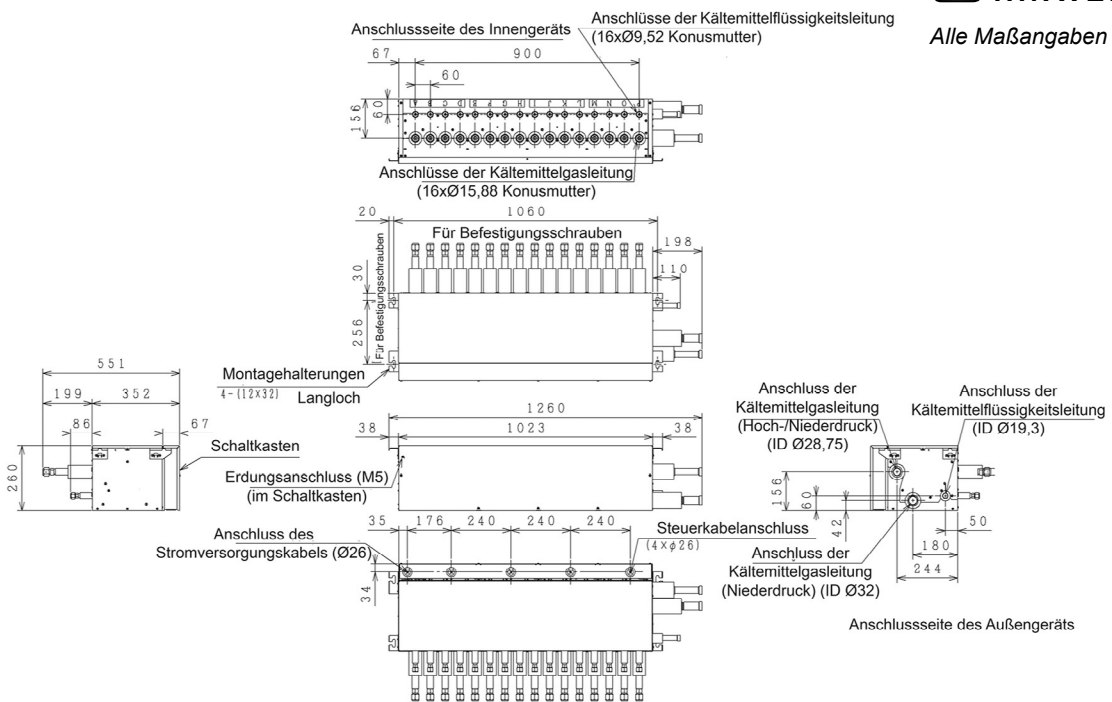 Alle Maßangaben
Anschlussseite des Innengeräts
Anschlüsse der Kältemittelflüssigkeitsleitung
(16xØ9,52 Konusmutter)
67
900
60
156
60
A B C D E F G H I J K L M N O P
Anschlüsse der Kältemittelgasleitung
(16xØ15,88 Konusmutter)
20
1060
Für Befestigungsschrauben
198
110
30
Für Befestigungsschrauben
256
Montagehalterungen
4-(12x32)
Langloch
551
199
352
86
67
Schaltkasten
260
1260
38
1023
38
Erdungsanschluss (M5)
(im Schaltkasten)
Anschluss der
Kältemittelgasleitung
(Hoch-/Niederdruck)
(ID Ø28,75)
Anschluss der
Kältemittelflüssigkeitsleitung
(ID Ø19,3)
156
60
42
50
180
244
Anschluss der
Kältemittelgasleitung
(Niederdruck) (ID Ø32)
Anschlussseite des Außengeräts
Anschluss des
Stromversorgungskabels (Ø26)
35
176
240
240
240
Steuerkabelanschluss
(4×φ26)
34